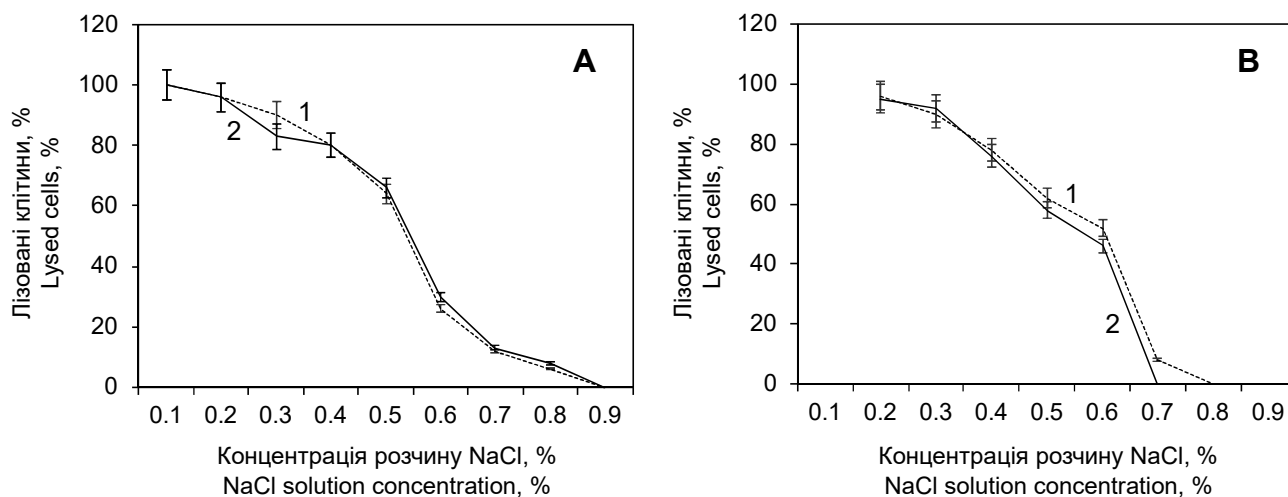 Лізовані клітини, %
Lysed cells, %
120
100
80
60
40
20
0
A
1
2
0.1 0.2 0.3 0.4 0.5 0.6 0.7 0.8 0.9
Концентрація розчину NaCl, %
NaCl solution concentration, %
Лізовані клітини, %
Lysed cells, %
120
100
80
60
40
20
0
B
1
2
0.1 0.2 0.3 0.4 0.5 0.6 0.7 0.8 0.9
Концентрація розчину NaCl, %
NaCl solution concentration, %